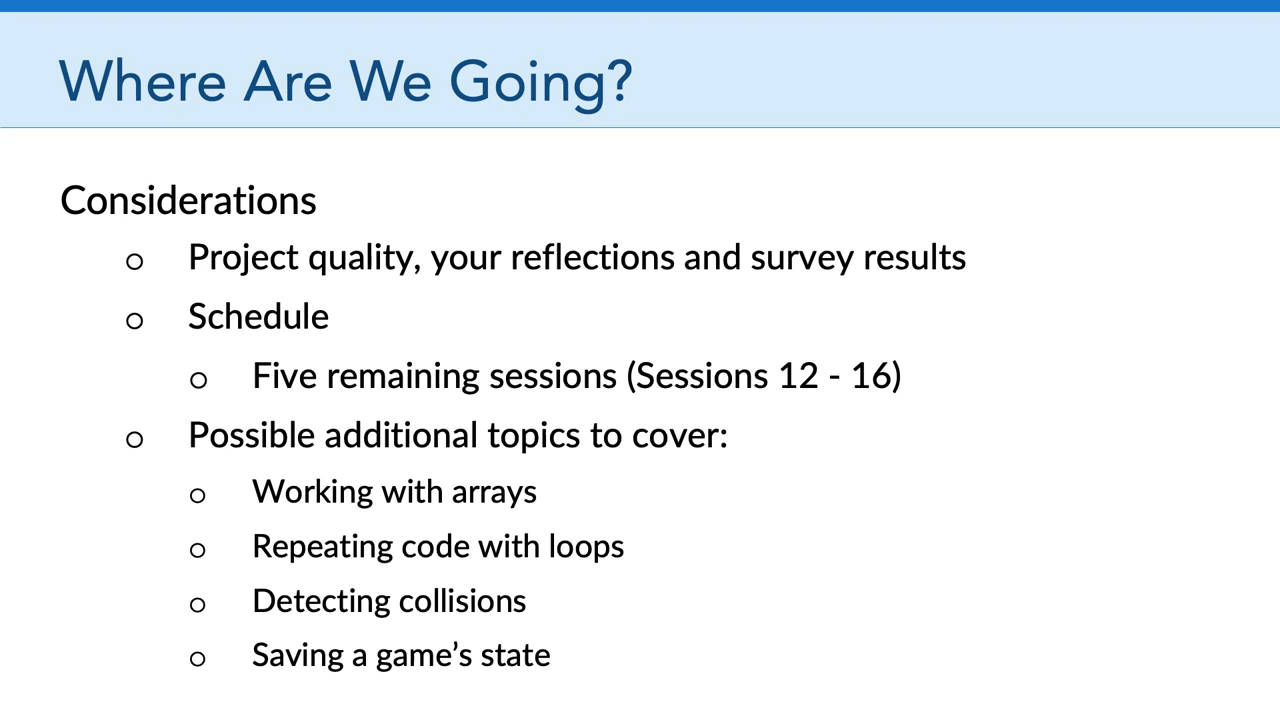 Where Are We Going?
Considerations
○ Project quality, your reflections and survey results
○ Schedule
○ Five remaining sessions (Sessions 12 - 16)
○ Possible additional topics to cover:
○ Working with arrays
○ Repeating code with loops
○ Detecting collisions
○ Saving a game’s state